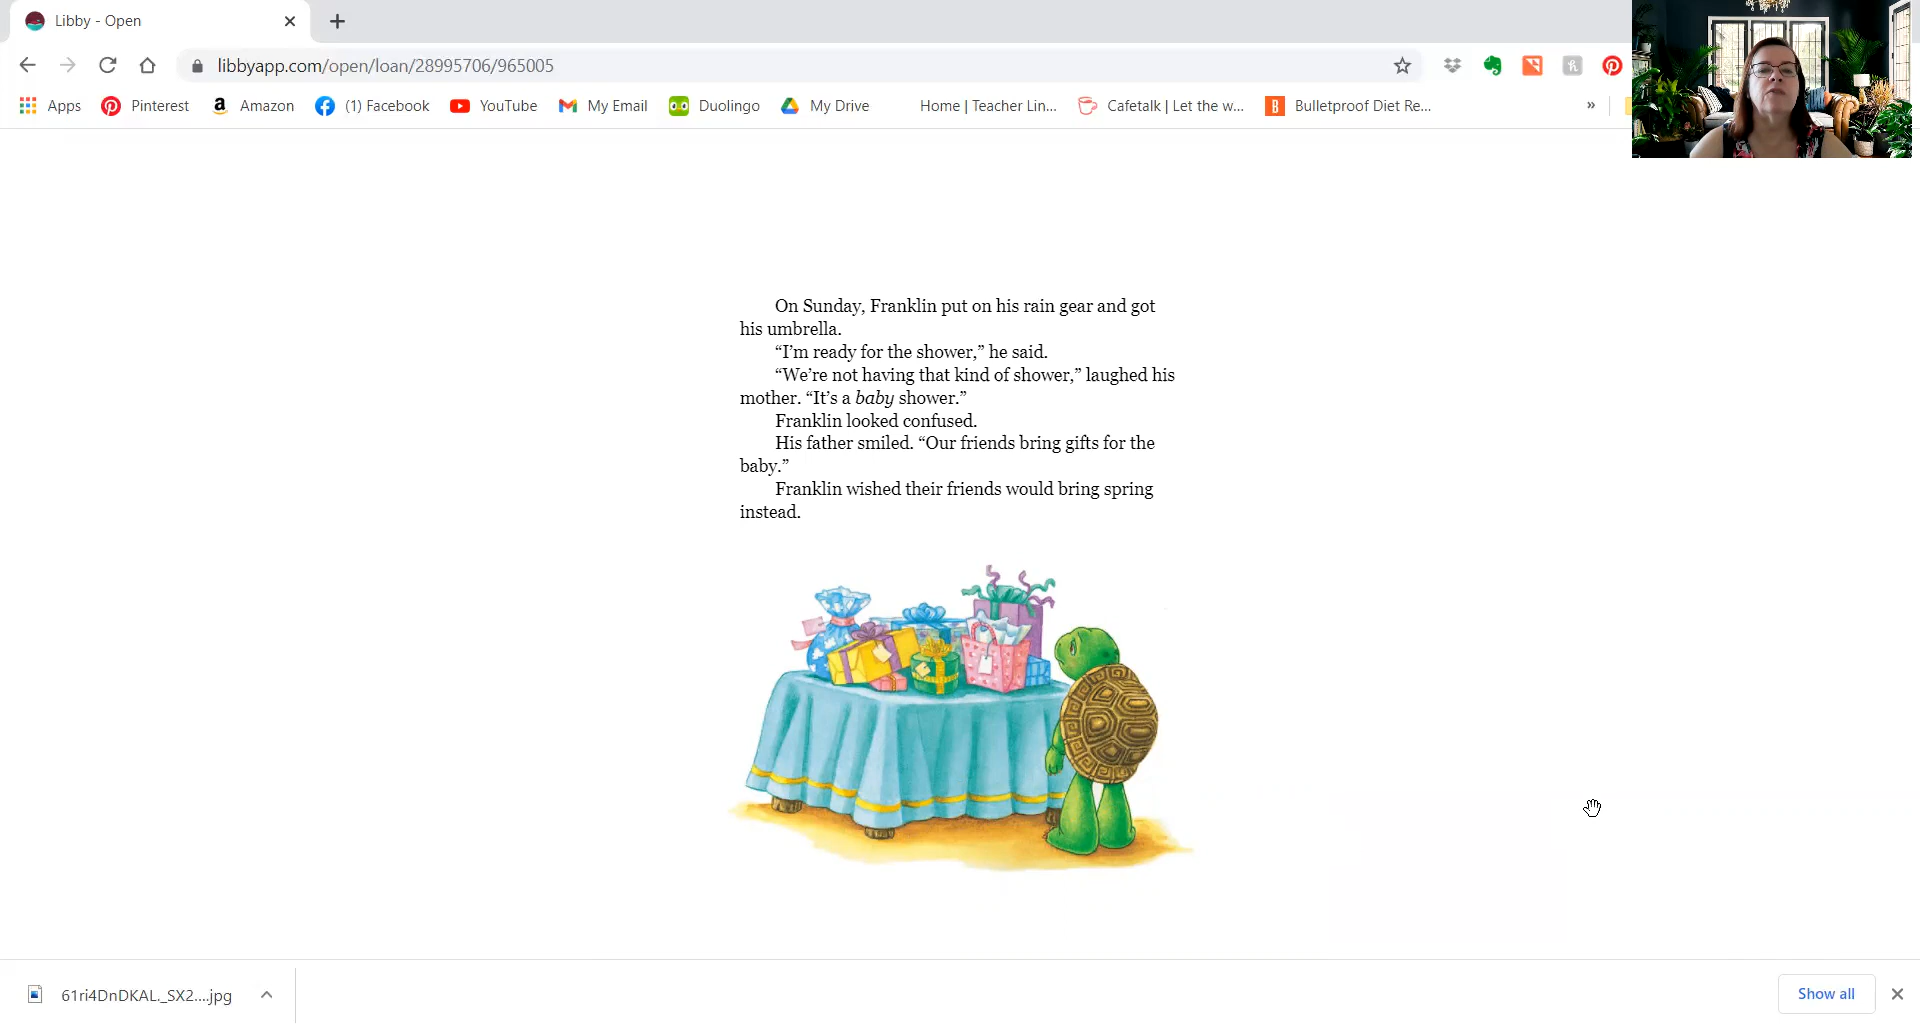 Libby - Open
libbyapp.com/open/loan/28995706/965005
Apps Pinterest Amazon (1) Facebook YouTube My Email Duolingo My Drive Home | Teacher Lin... Cafetalk | Let the w... Bulletproof Diet Re... »
On Sunday, Franklin put on his rain gear and got
his umbrella.
“I’m ready for the shower,” he said.
“We’re not having that kind of shower,” laughed his
mother. “It’s a baby shower.”
Franklin looked confused.
His father smiled. “Our friends bring gifts for the
baby.”
Franklin wished their friends would bring spring
instead.
61ri4DnDKAL._SX2....jpg
Show all